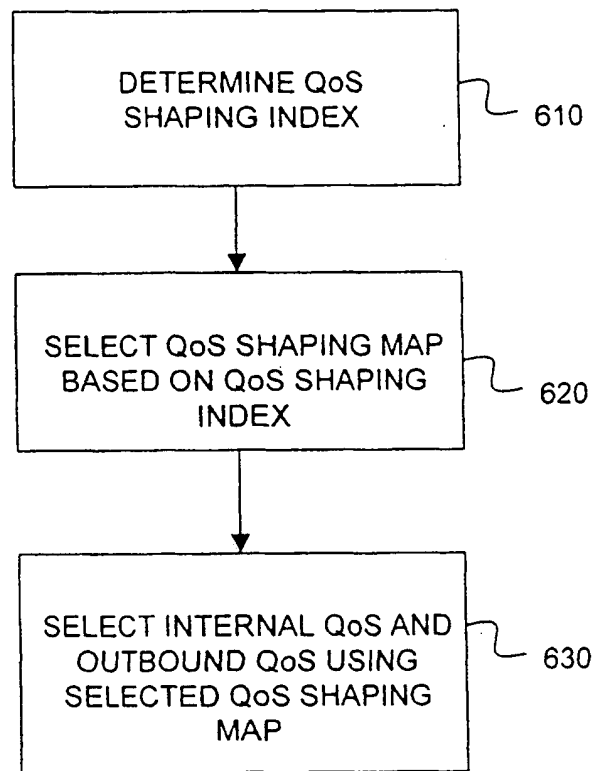 DETERMINE QoS
SHAPING INDEX
610
SELECT QoS SHAPING MAP
BASED ON QoS SHAPING
INDEX
620
SELECT INTERNAL QoS AND
OUTBOUND QoS USING
SELECTED QoS SHAPING
MAP
630